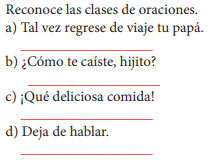 Reconoce las clases de oraciones.
a) Tal vez regrese de viaje tu papá.
b) ¿Cómo te caíste, hijito?
c) ¡Qué deliciosa comida!
d) Deja de hablar.